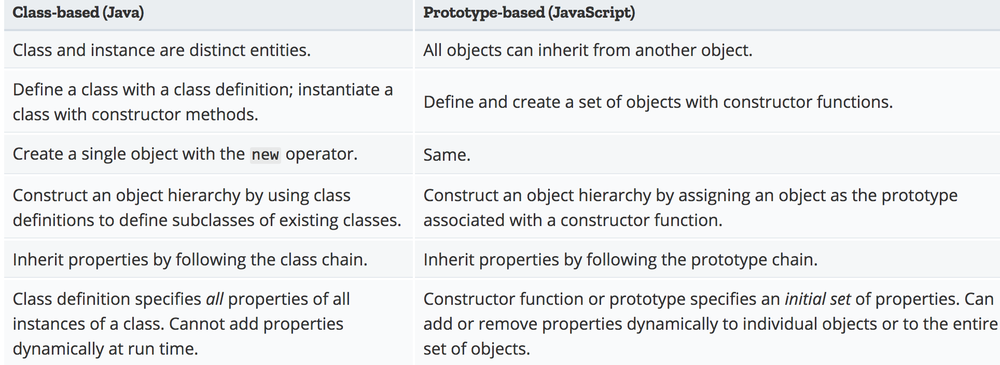 Class-based (Java)
Prototype-based (JavaScript)
Class and instance are distinct entities.
All objects can inherit from another object.
Define a class with a class definition; instantiate a
class with constructor methods.
Define and create a set of objects with constructor functions.
Create a single object with the new operator.
Same.
Construct an object hierarchy by using class
definitions to define subclasses of existing classes.
Construct an object hierarchy by assigning an object as the prototype
associated with a constructor function.
Inherit properties by following the class chain.
Inherit properties by following the prototype chain.
Class definition specifies all properties of all
instances of a class. Cannot add properties
dynamically at run time.
Constructor function or prototype specifies an initial set of properties. Can
add or remove properties dynamically to individual objects or to the entire
set of objects.